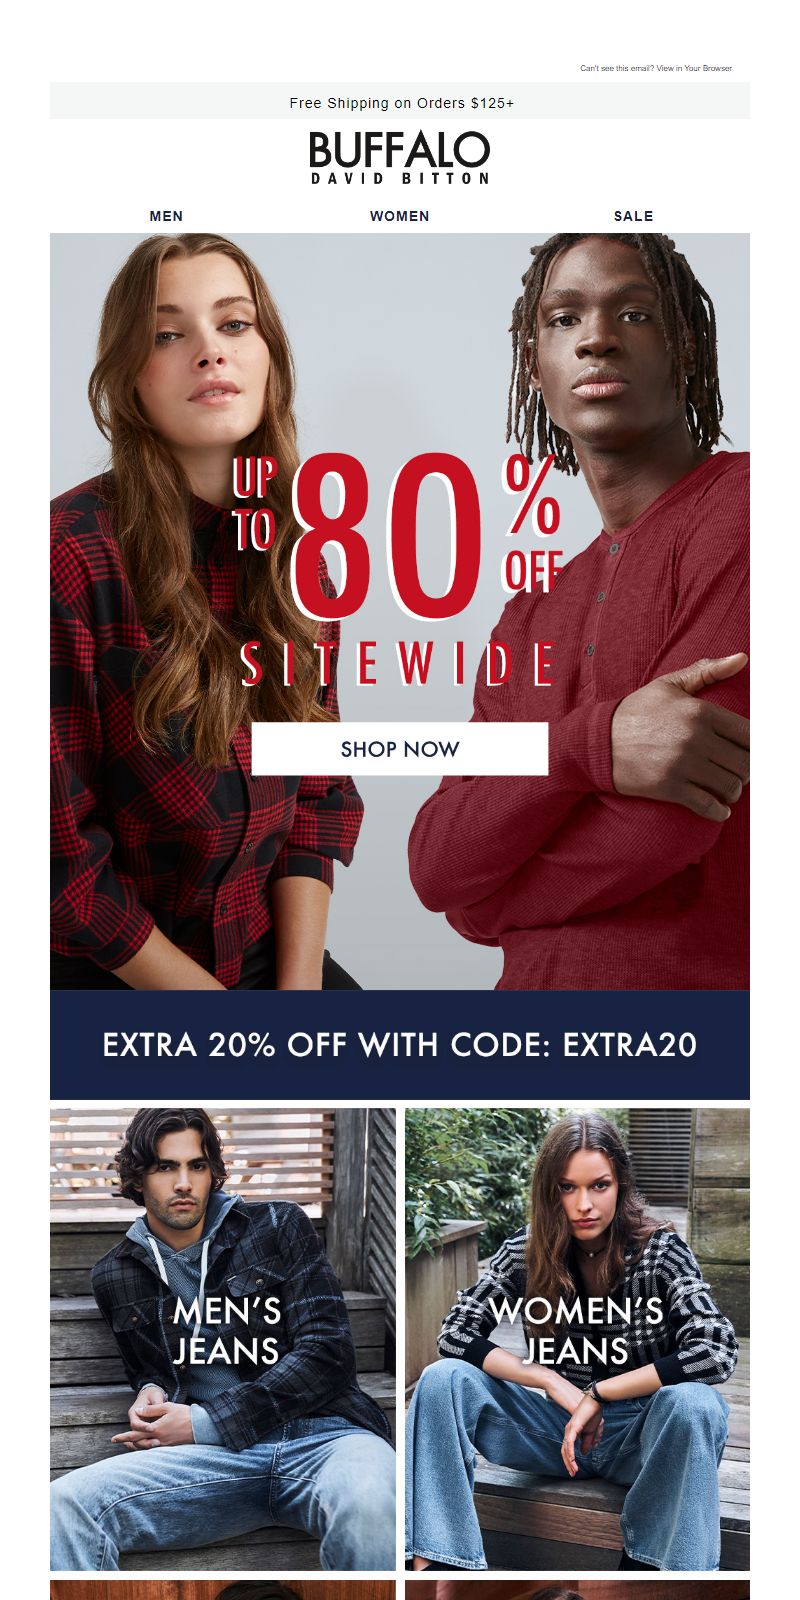 Can't see this email? View in Your Browser
Free Shipping on Orders $125+
BUFFALO
DAVID BITTON
MEN
WOMEN
SALE
UP
TO
80%
OFF
SITEWIDE
SHOP NOW
EXTRA 20% OFF WITH CODE: EXTRA20
MEN'S
JEANS
WOMEN'S
JEANS